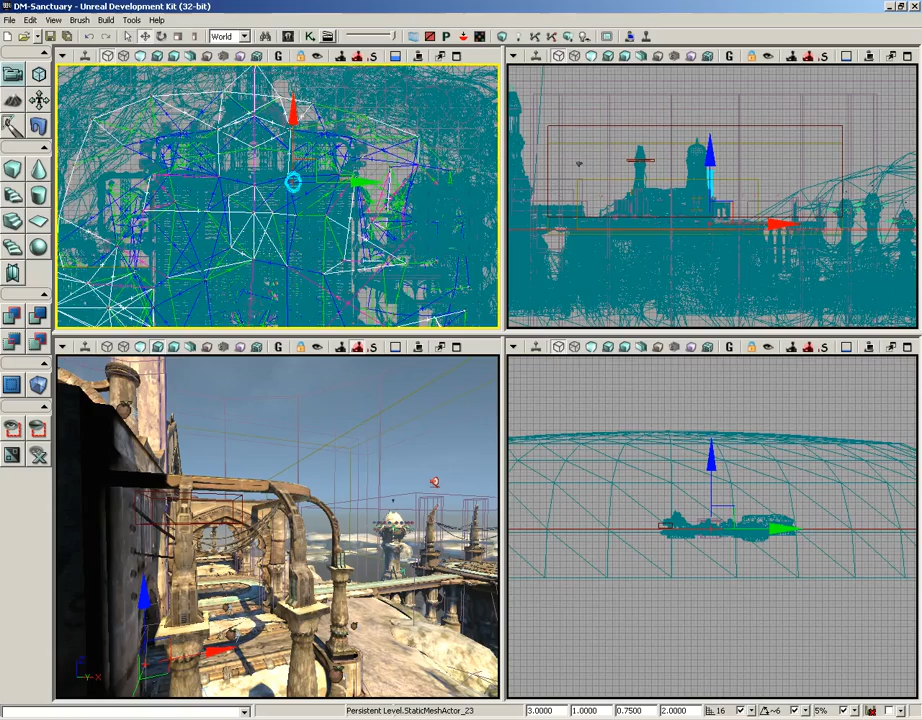 DM-Sanctuary - Unreal Development Kit (32-bit)
File Edit View Brush Build Tools Help
World
K
P
G
S
G
S
G
S
G
S
Y X
Persistent Level.StaticMeshActor_23
3.0000
1.0000
0.7500
2.0000
16
~6
5%